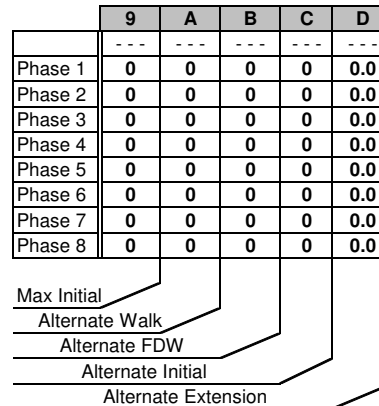 9 A B C D
- - - - - - - - - - - - - - -
Phase 1 0 0 0 0 0.0
Phase 2 0 0 0 0 0.0
Phase 3 0 0 0 0 0.0
Phase 4 0 0 0 0 0.0
Phase 5 0 0 0 0 0.0
Phase 6 0 0 0 0 0.0
Phase 7 0 0 0 0 0.0
Phase 8 0 0 0 0 0.0
Max Initial
Alternate Walk
Alternate FDW
Alternate Initial
Alternate Extension